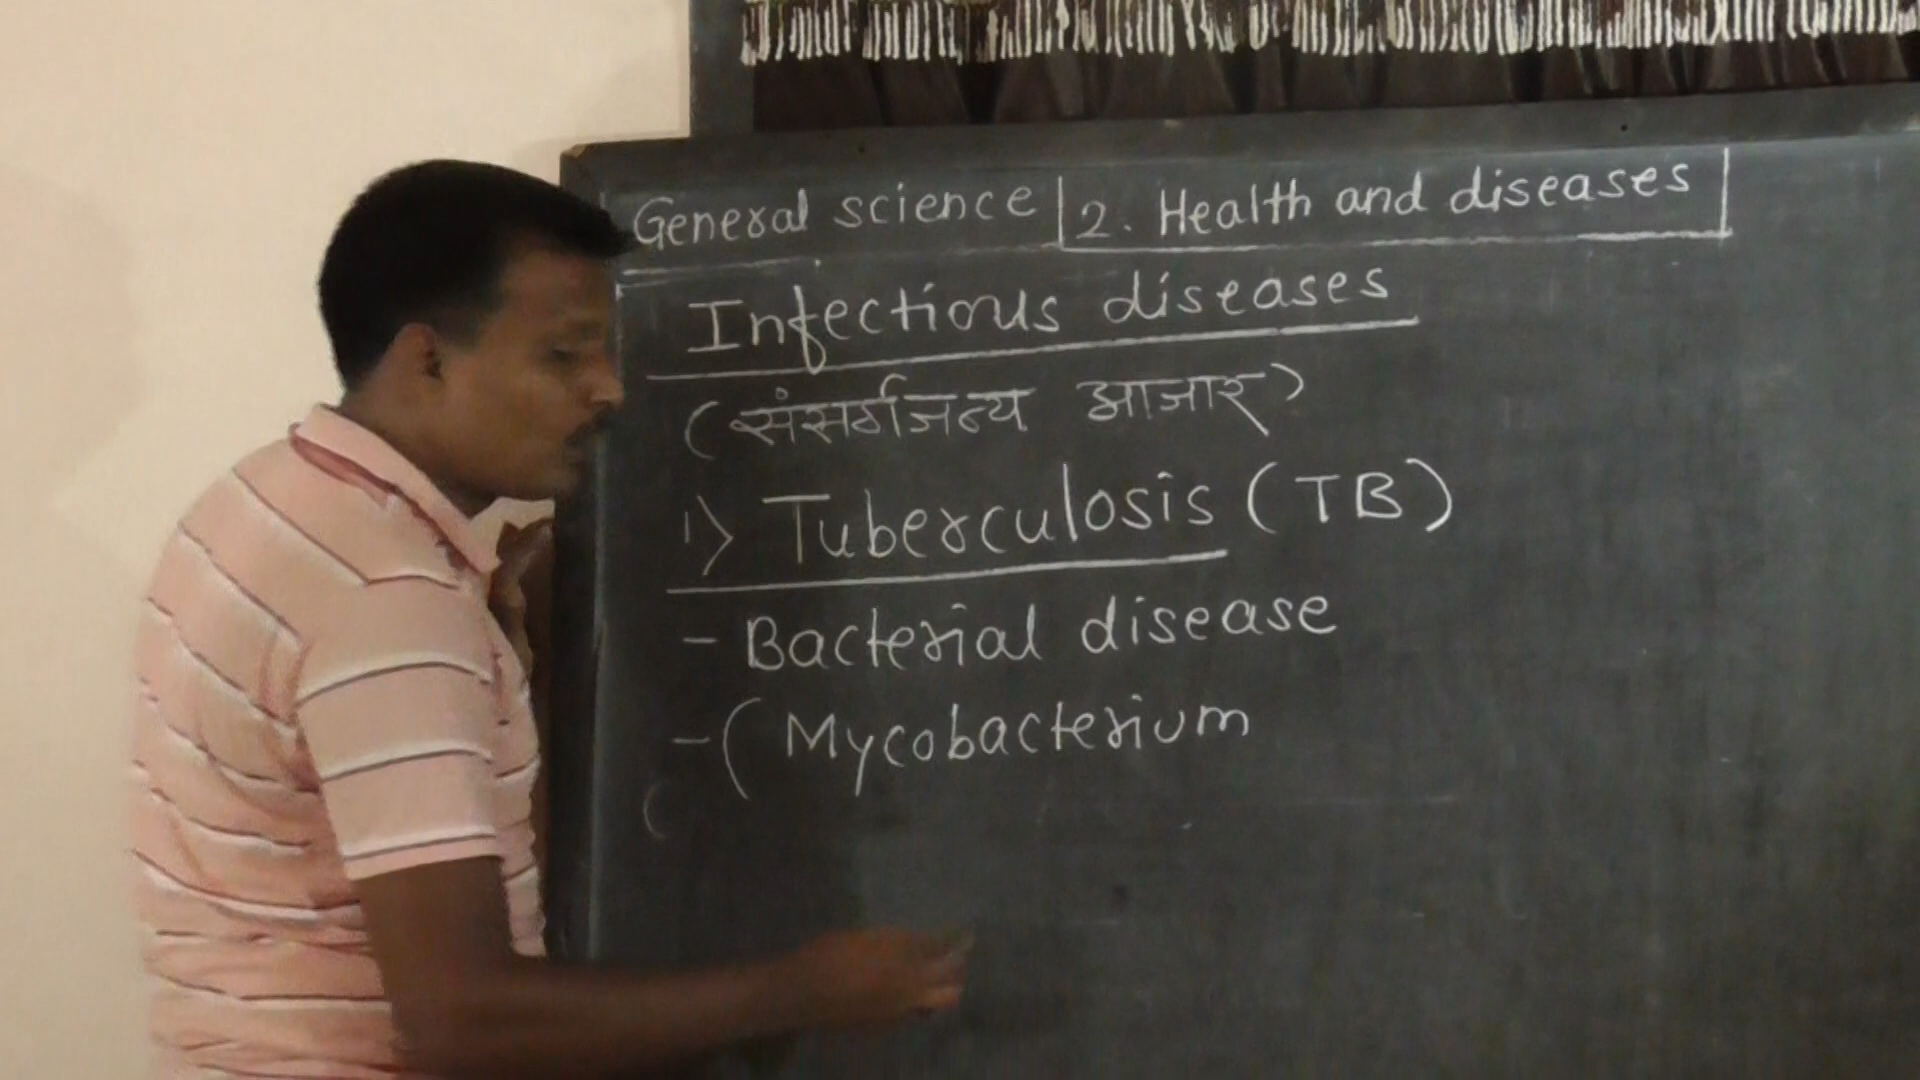 General science | 2. Health and diseases
Infectious diseases
(संसर्गजन्य आजार)
1) Tuberculosis (TB)
- Bacterial disease
- ( Mycobacterium
(